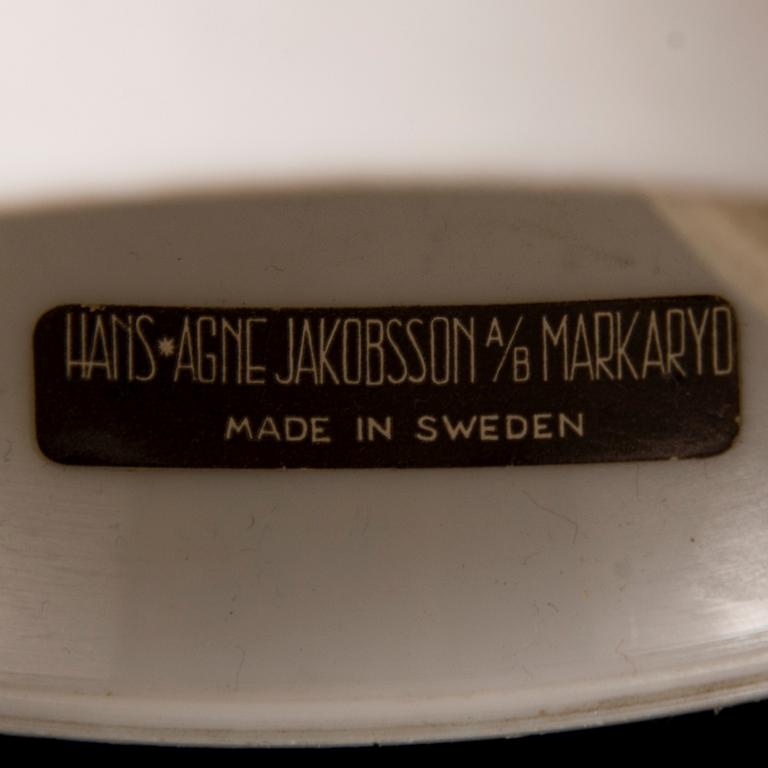 HANS*AGNE JAKOBSSON A/B MARKARYD
MADE IN SWEDEN